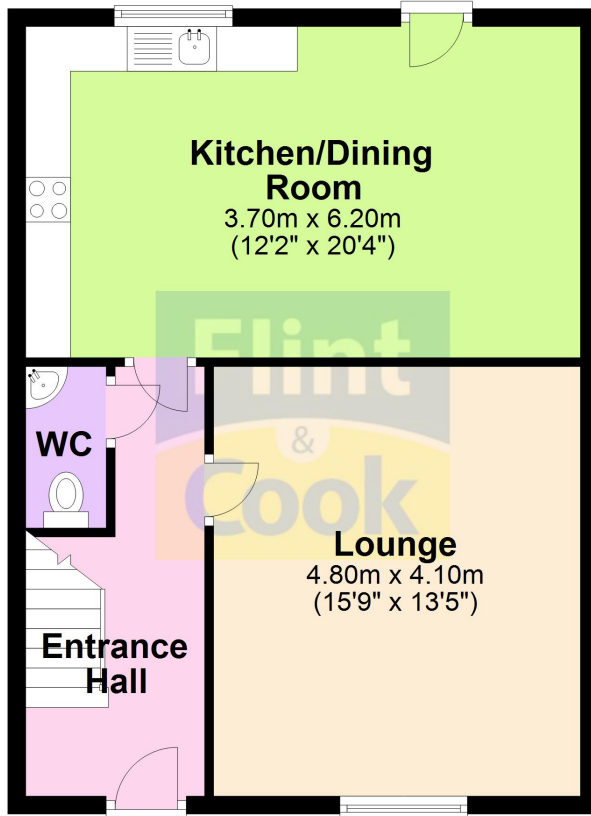 Kitchen/Dining
Room
3.70m x 6.20m
(12'2" x 20'4")
Flint
&
Cook
WC
Lounge
4.80m x 4.10m
(15'9" x 13'5")
Entrance
Hall